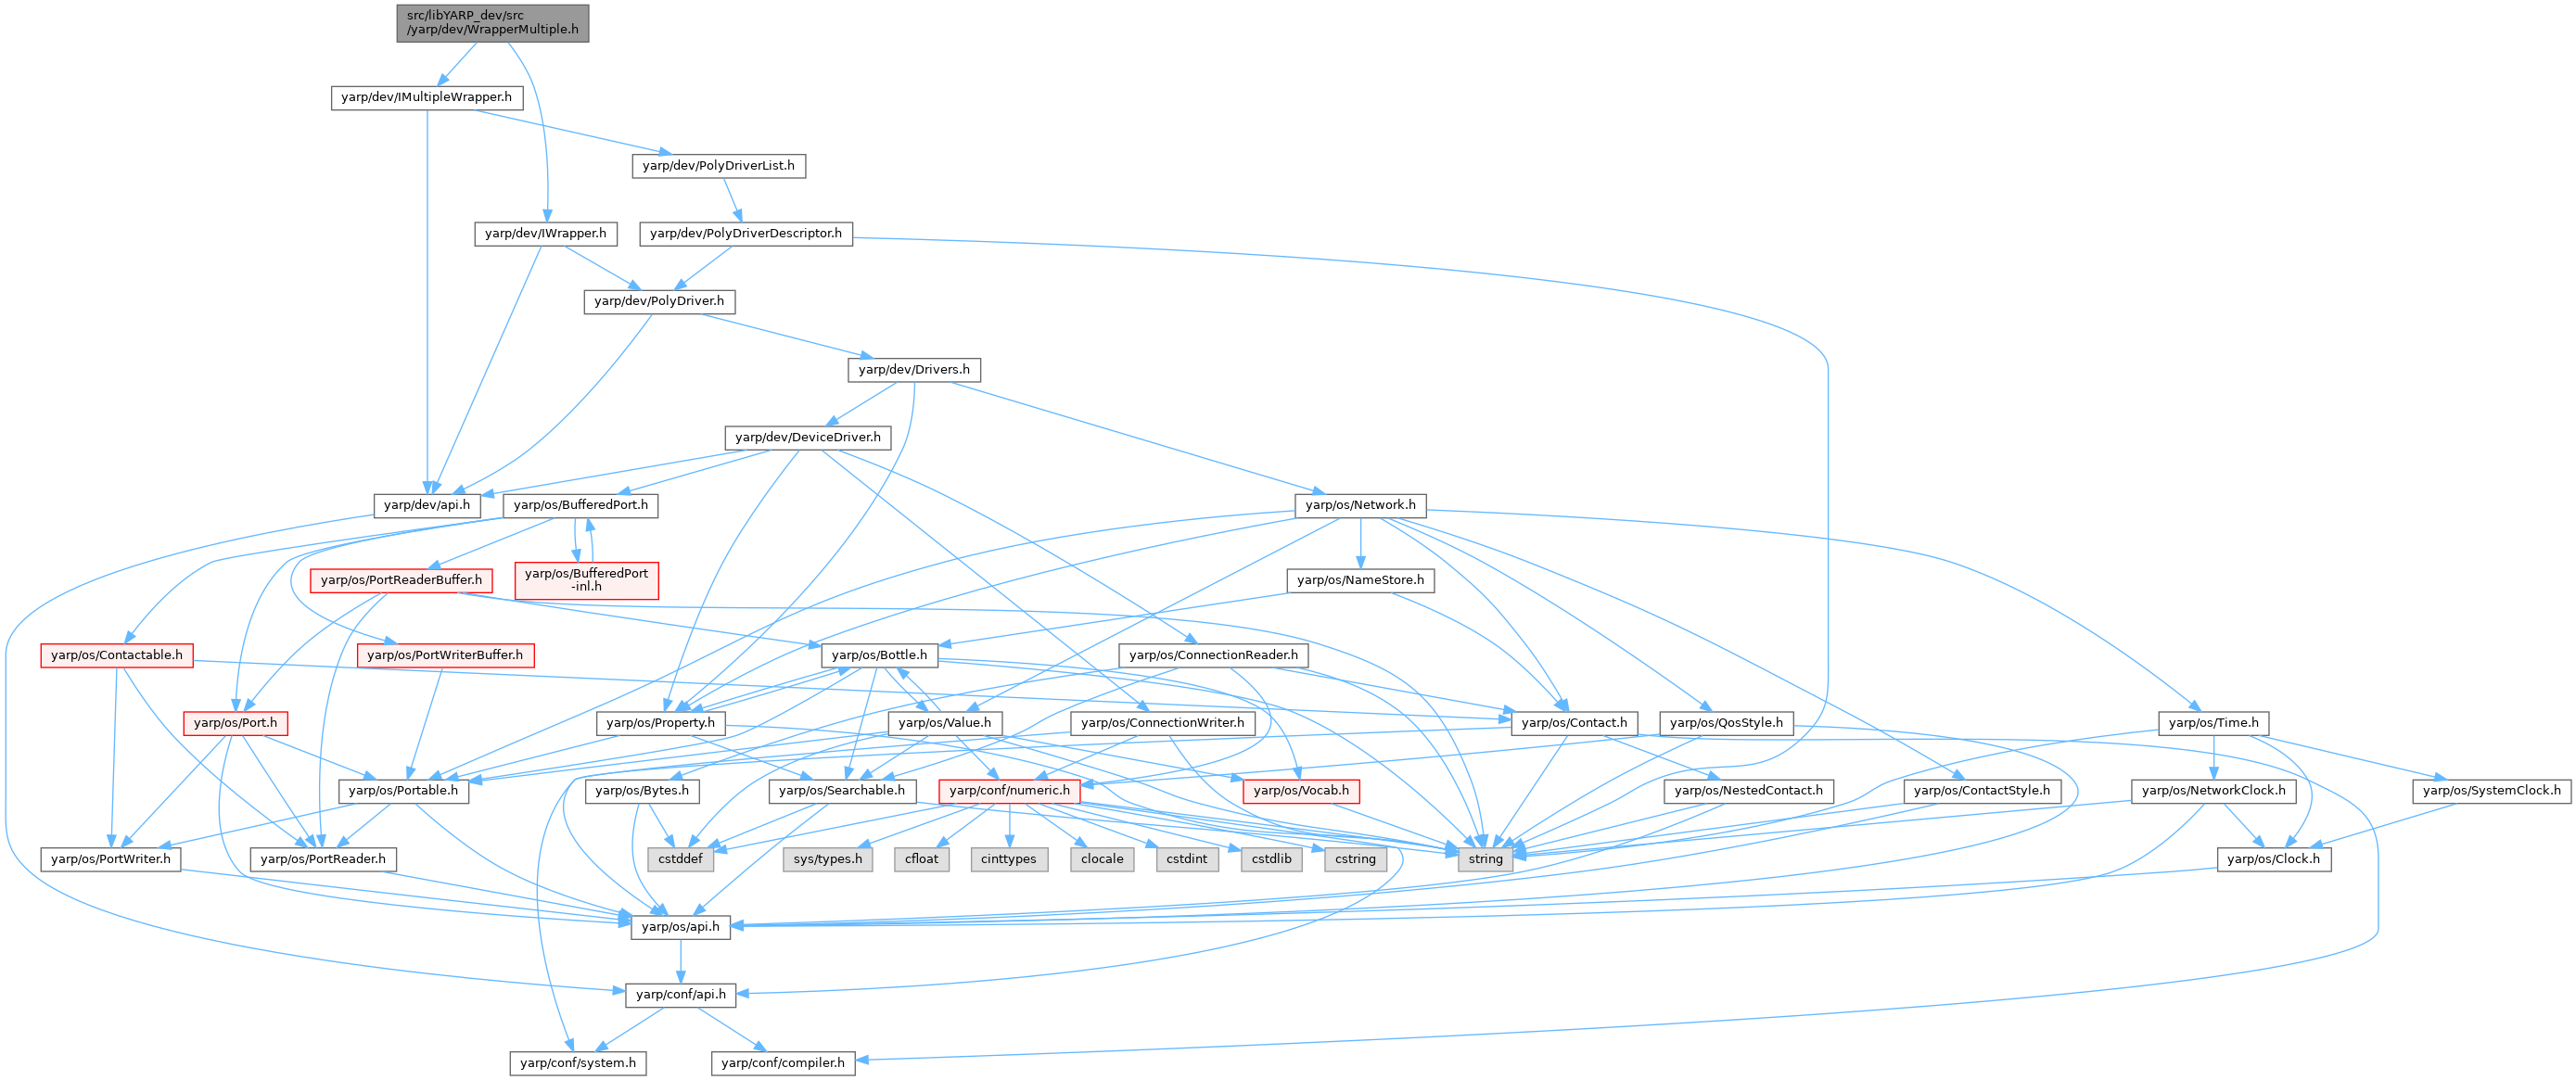 src/libYARP_dev/src
/yarp/dev/WrapperMultiple.h
yarp/dev/IMultipleWrapper.h
yarp/dev/PolyDriverList.h
yarp/dev/IWrapper.h
yarp/dev/PolyDriverDescriptor.h
yarp/dev/PolyDriver.h
yarp/dev/Drivers.h
yarp/dev/DeviceDriver.h
yarp/dev/api.h
yarp/os/BufferedPort.h
yarp/os/Network.h
yarp/os/PortReaderBuffer.h
yarp/os/BufferedPort
-inl.h
yarp/os/NameStore.h
yarp/os/Contactable.h
yarp/os/PortWriterBuffer.h
yarp/os/Bottle.h
yarp/os/ConnectionReader.h
yarp/os/Port.h
yarp/os/Property.h
yarp/os/Value.h
yarp/os/ConnectionWriter.h
yarp/os/Contact.h
yarp/os/QosStyle.h
yarp/os/Time.h
yarp/os/Portable.h
yarp/os/Bytes.h
yarp/os/Searchable.h
yarp/conf/numeric.h
yarp/os/Vocab.h
yarp/os/NestedContact.h
yarp/os/ContactStyle.h
yarp/os/NetworkClock.h
yarp/os/SystemClock.h
yarp/os/PortWriter.h
yarp/os/PortReader.h
cstddef
sys/types.h
cfloat
cinttypes
clocale
cstdint
cstdlib
cstring
string
yarp/os/Clock.h
yarp/os/api.h
yarp/conf/api.h
yarp/conf/system.h
yarp/conf/compiler.h